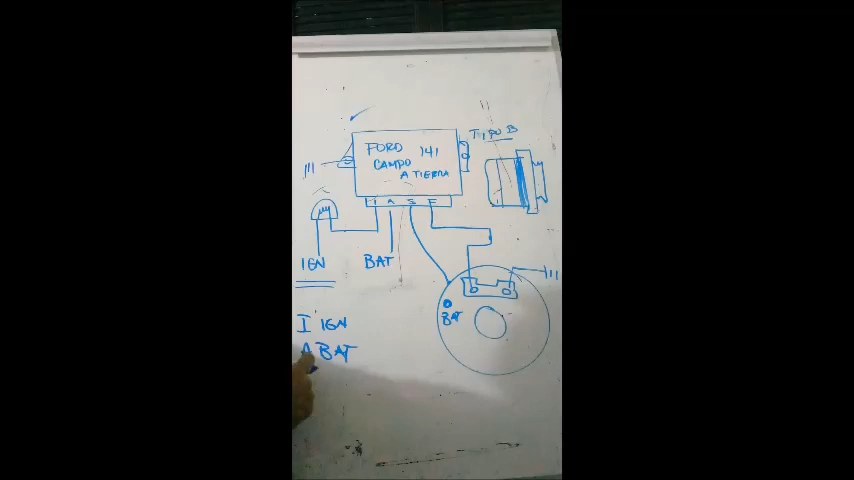 FORD 141
CAMPO
A TIERRA
TIPO B
I A S F
IGN
BAT
BAT
I IGN
A BAT